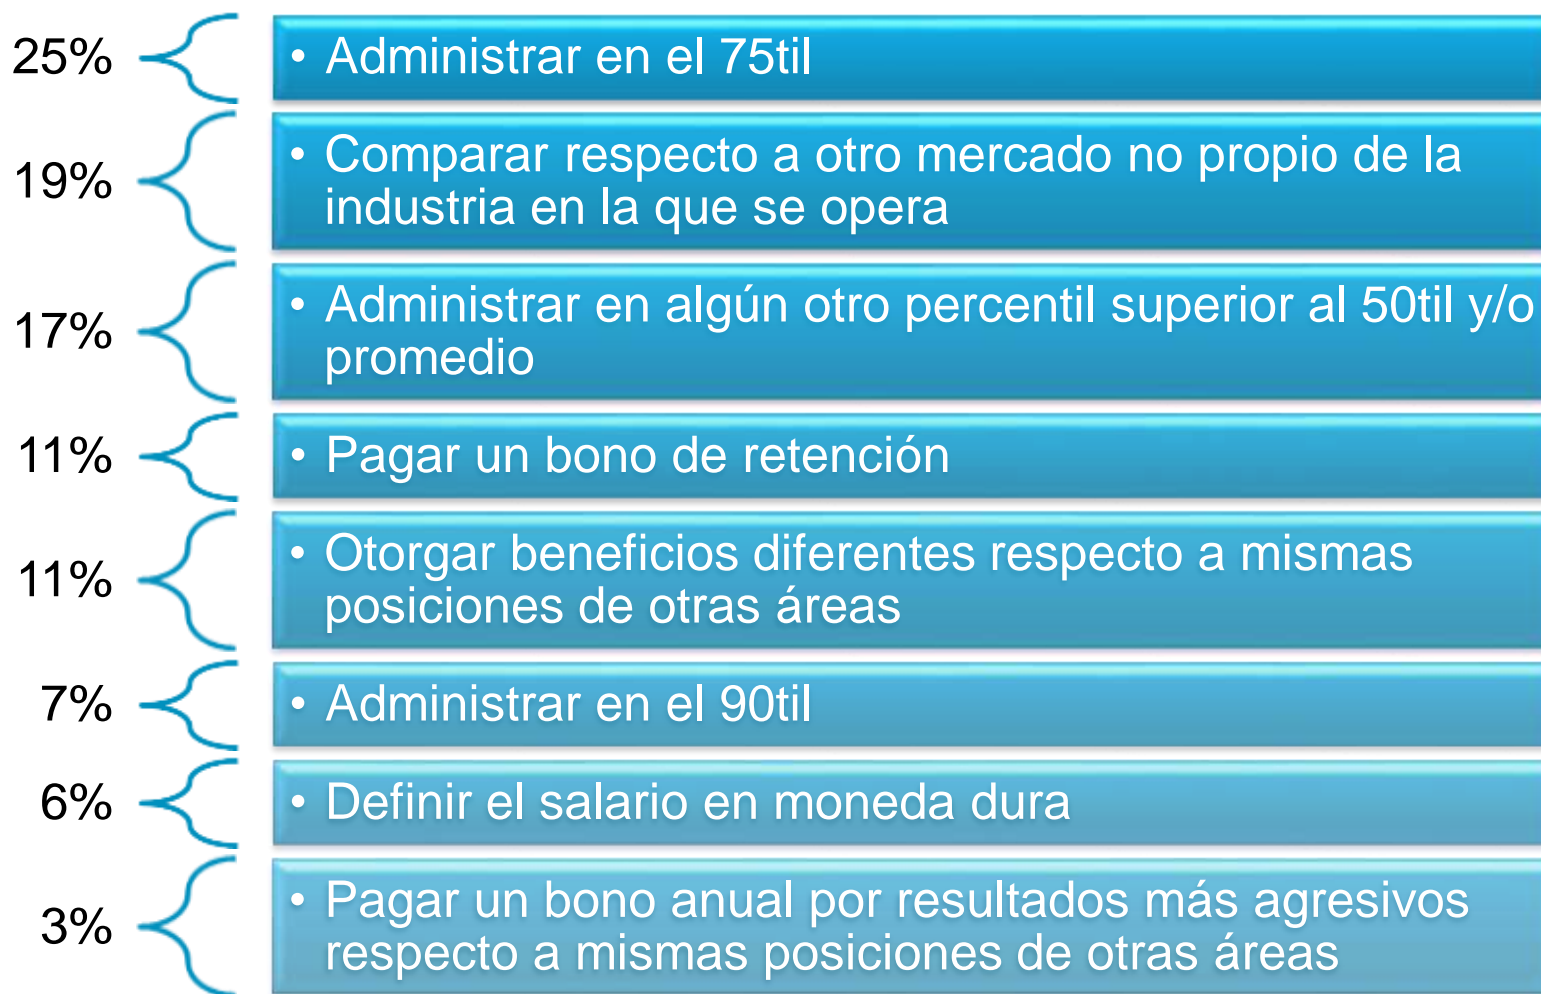 25%
• Administrar en el 75til
19%
• Comparar respecto a otro mercado no propio de la
industria en la que se opera
17%
• Administrar en algún otro percentil superior al 50til y/o
promedio
11%
• Pagar un bono de retención
11%
• Otorgar beneficios diferentes respecto a mismas
posiciones de otras áreas
7%
• Administrar en el 90til
6%
• Definir el salario en moneda dura
3%
• Pagar un bono anual por resultados más agresivos
respecto a mismas posiciones de otras áreas